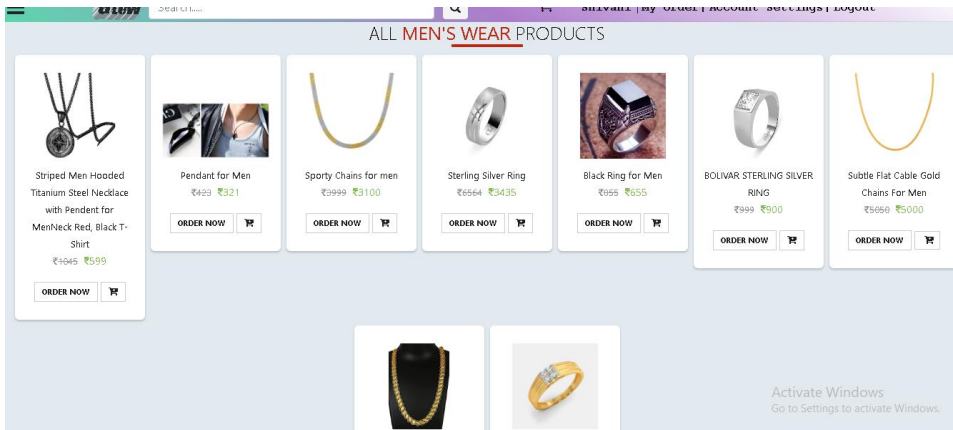 Search.....
Shivani |My Order| Account Settings| Logout
ALL MEN'S WEAR PRODUCTS
Striped Men Hooded
Titanium Steel Necklace
with Pendent for
MenNeck Red, Black T-
Shirt
₹1045 ₹599
ORDER NOW
Pendant for Men
₹423 ₹321
ORDER NOW
Sporty Chains for men
₹3999 ₹3100
ORDER NOW
Sterling Silver Ring
₹6564 ₹3435
ORDER NOW
Black Ring for Men
₹855 ₹655
ORDER NOW
BOLIVAR STERLING SILVER
RING
₹999 ₹900
ORDER NOW
Subtle Flat Cable Gold
Chains For Men
₹5050 ₹5000
ORDER NOW
Activate Windows
Go to Settings to activate Windows.